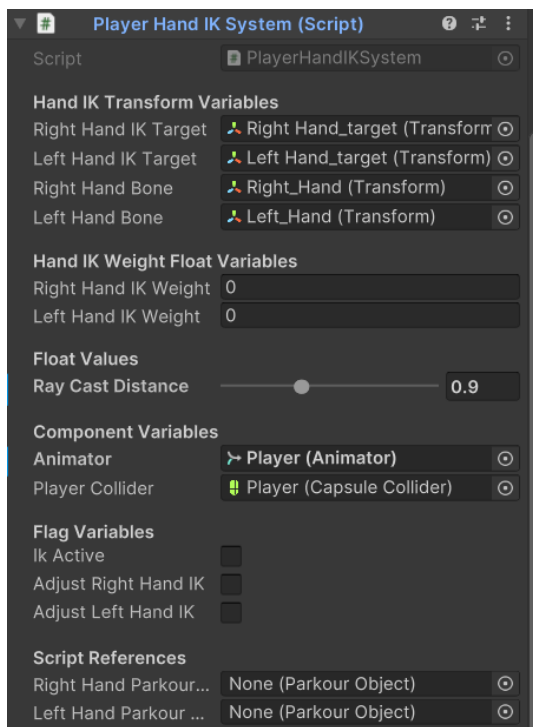 Player Hand IK System (Script)
Script PlayerHandIKSystem
Hand IK Transform Variables
Right Hand IK Target Right Hand_target (Transform
Left Hand IK Target Left Hand_target (Transform)
Right Hand Bone Right_Hand (Transform)
Left Hand Bone Left_Hand (Transform)
Hand IK Weight Float Variables
Right Hand IK Weight 0
Left Hand IK Weight 0
Float Values
Ray Cast Distance 0.9
Component Variables
Animator Player (Animator)
Player Collider Player (Capsule Collider)
Flag Variables
Ik Active
Adjust Right Hand IK
Adjust Left Hand IK
Script References
Right Hand Parkour... None (Parkour Object)
Left Hand Parkour ... None (Parkour Object)